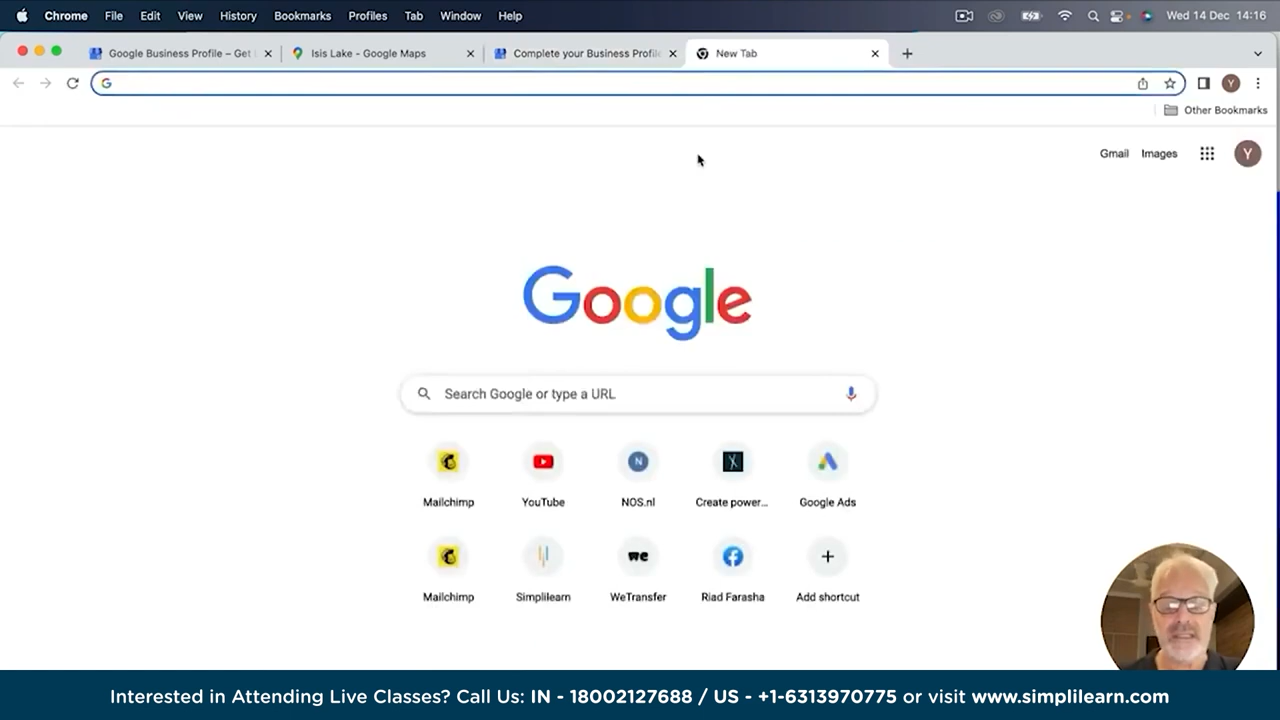 Chrome File Edit View History Bookmarks Profiles Tab Window Help Wed 14 Dec 14:16
Google Business Profile – Get Isis Lake - Google Maps Complete your Business Profile New Tab
Other Bookmarks
Gmail Images Y
Google
Search Google or type a URL
Mailchimp YouTube NOS.nl Create power... Google Ads
Mailchimp Simplilearn WeTransfer Riad Farasha Add shortcut
Interested in Attending Live Classes? Call Us: IN - 18002127688 / US - +1-6313970775 or visit www.simplilearn.com